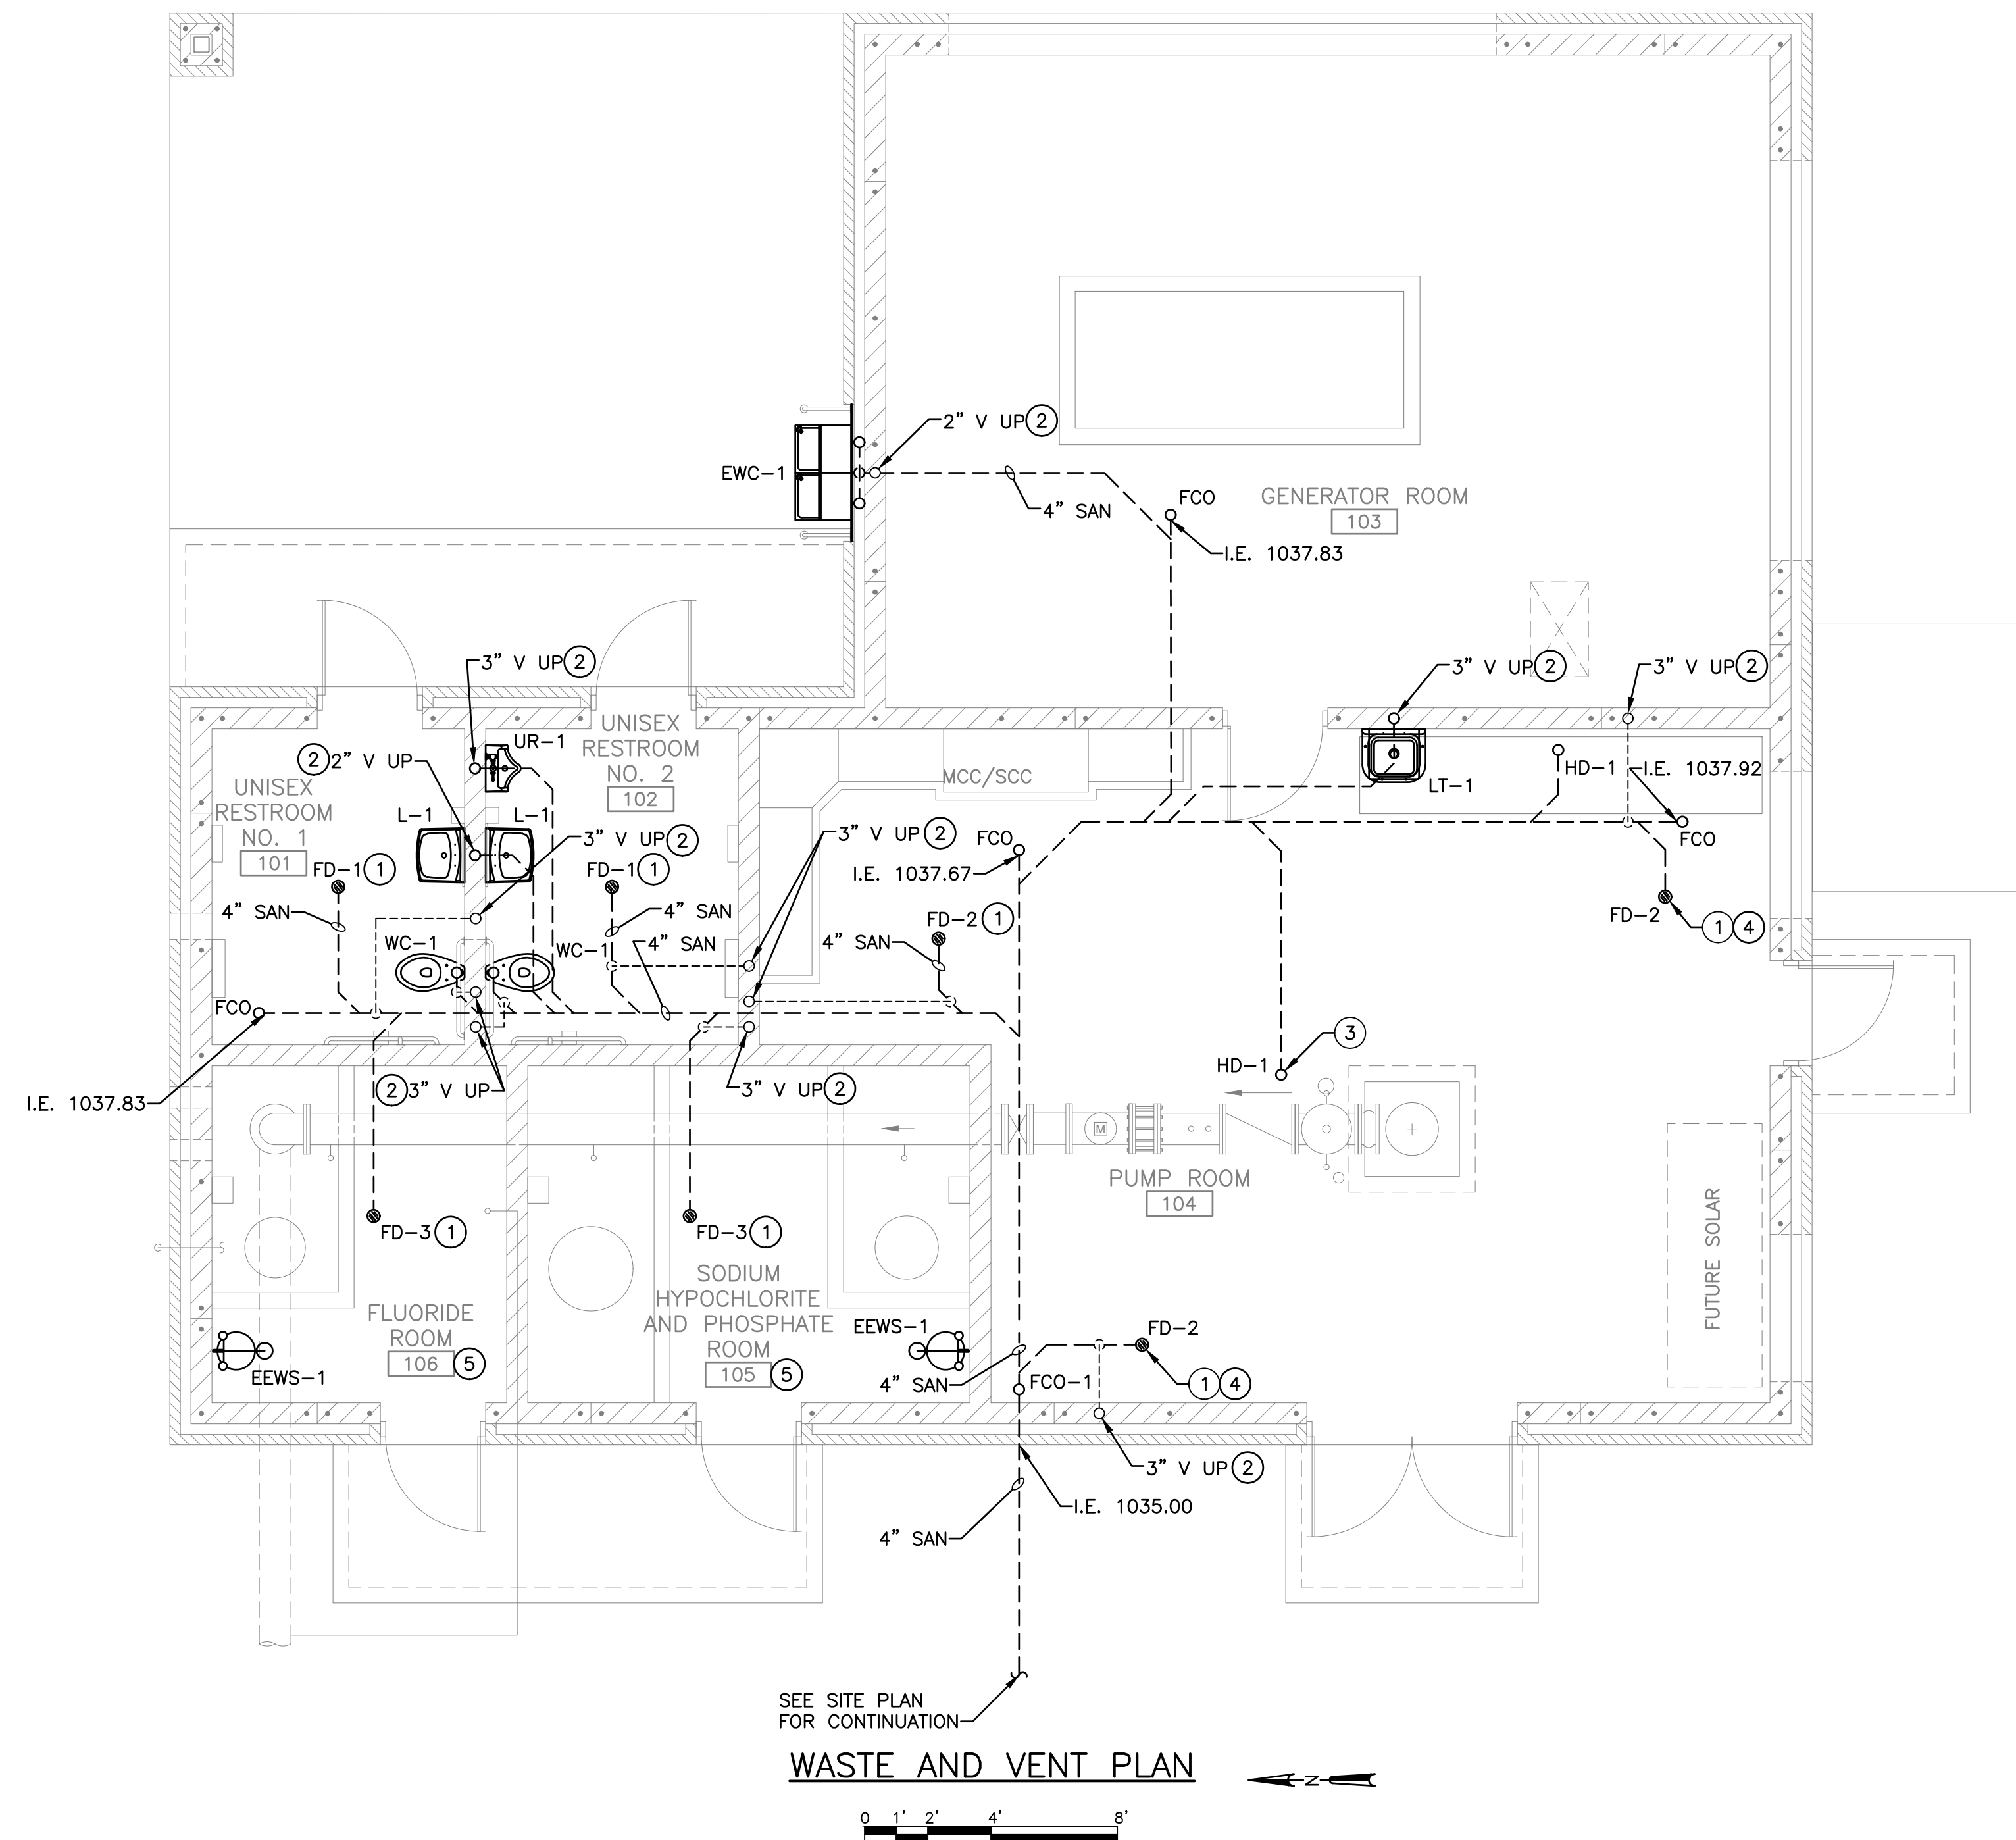 2” V UP 2
EWC-1
4” SAN
FCO
GENERATOR ROOM
103
I.E. 1037.83
3” V UP 2
3” V UP 2
3” V UP 2
UNISEX
RESTROOM
NO. 2
102
UR-1
2 2” V UP
UNISEX
RESTROOM
NO. 1
101
L-1
L-1
3” V UP 2
FD-1 1
FD-1 1
4” SAN
4” SAN
4” SAN
WC-1
WC-1
FCO
I.E. 1037.83
MCC/SCC
3” V UP 2
FCO
I.E. 1037.67
FD-2 1
4” SAN
LT-1
HD-1
I.E. 1037.92
FCO
FD-2
1 4
HD-1
3
2 3” V UP
3” V UP 2
M
PUMP ROOM
104
FUTURE SOLAR
FD-3 1
FD-3 1
SODIUM
HYPOCHLORITE
AND PHOSPHATE
ROOM
105 5
FLUORIDE
ROOM
106 5
EEWS-1
EEWS-1
FD-2
1 4
4” SAN
FCO-1
3” V UP 2
I.E. 1035.00
4” SAN
SEE SITE PLAN
FOR CONTINUATION
WASTE AND VENT PLAN
N
0 1' 2' 4' 8'